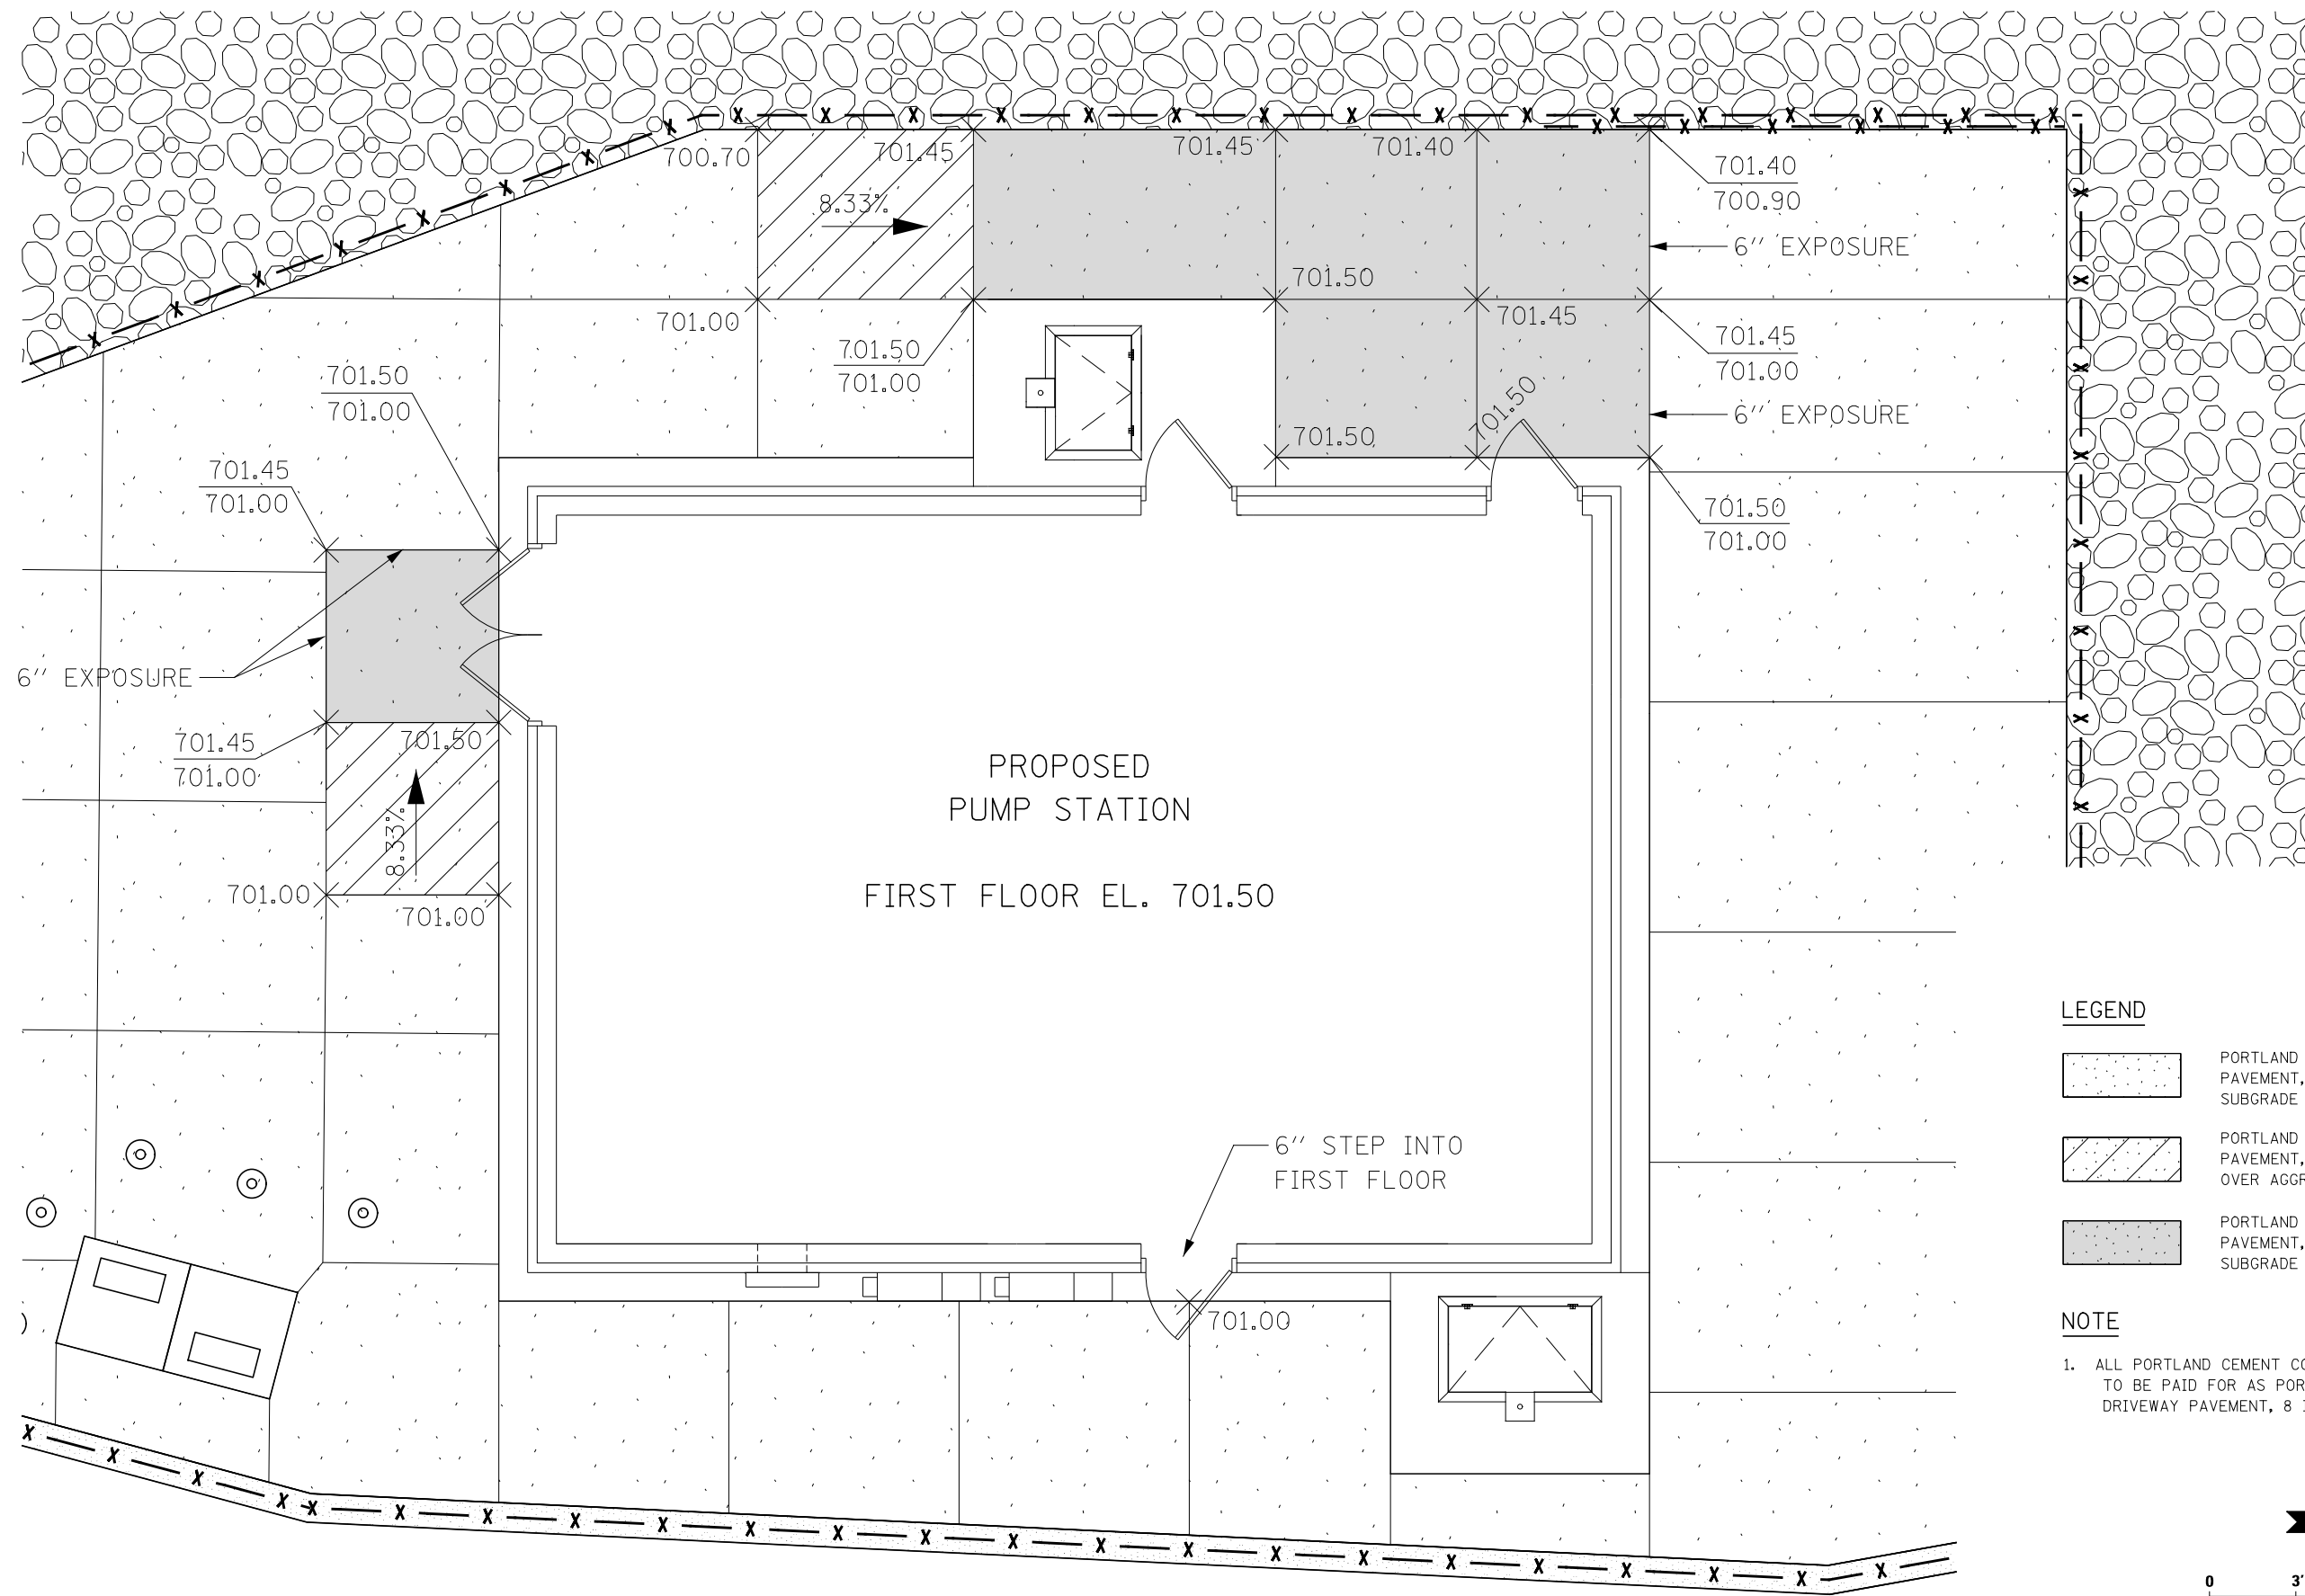 700.70
701.45
701.45
701.40
701.40
700.90
8.33%
6" EXPOSURE
701.50
701.00
701.45
701.50
701.00
701.45
701.00
701.50
701.00
6" EXPOSURE
701.50
701.50
701.45
701.00
701.50
701.00
6" EXPOSURE
701.45
701.00
701.50
8.33%
701.00
701.00
PROPOSED
PUMP STATION
FIRST FLOOR EL. 701.50
6" STEP INTO
FIRST FLOOR
701.00
LEGEND
PORTLAND
PAVEMENT,
SUBGRADE
PORTLAND
PAVEMENT,
OVER AGGR
PORTLAND
PAVEMENT,
SUBGRADE
NOTE
1. ALL PORTLAND CEMENT CO
TO BE PAID FOR AS POR
DRIVEWAY PAVEMENT, 8 I
0 3'